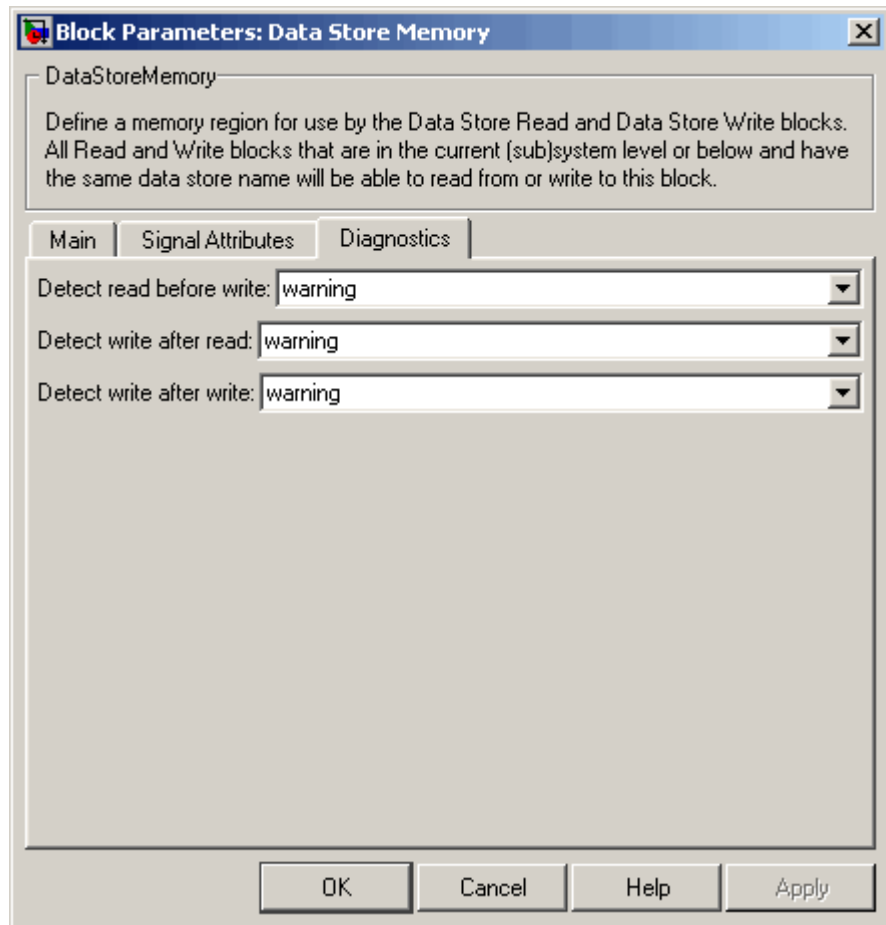 Block Parameters: Data Store Memory
DataStoreMemory
Define a memory region for use by the Data Store Read and Data Store Write blocks.
All Read and Write blocks that are in the current (sub)system level or below and have
the same data store name will be able to read from or write to this block.
Main Signal Attributes Diagnostics
Detect read before write: warning
Detect write after read: warning
Detect write after write: warning
OK Cancel Help Apply